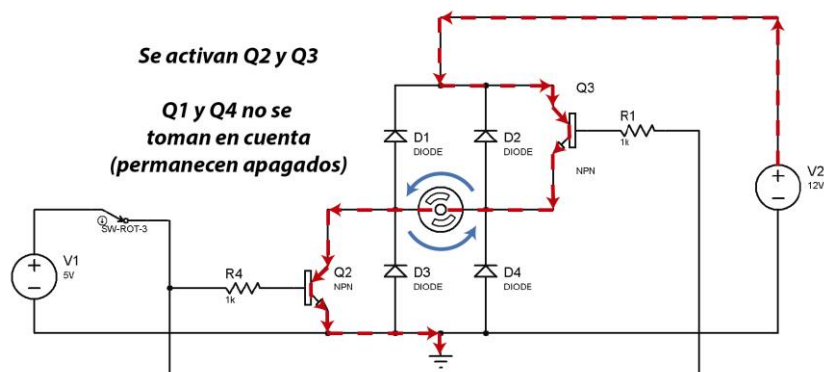 Se activan Q2 y Q3
Q1 y Q4 no se
toman en cuenta
(permanecen apagados)
Q3
NPN
R1
1k
D1
DIODE
D2
DIODE
V2
12V
SW-ROT-3
V1
5V
R4
1k
Q2
NPN
D3
DIODE
D4
DIODE